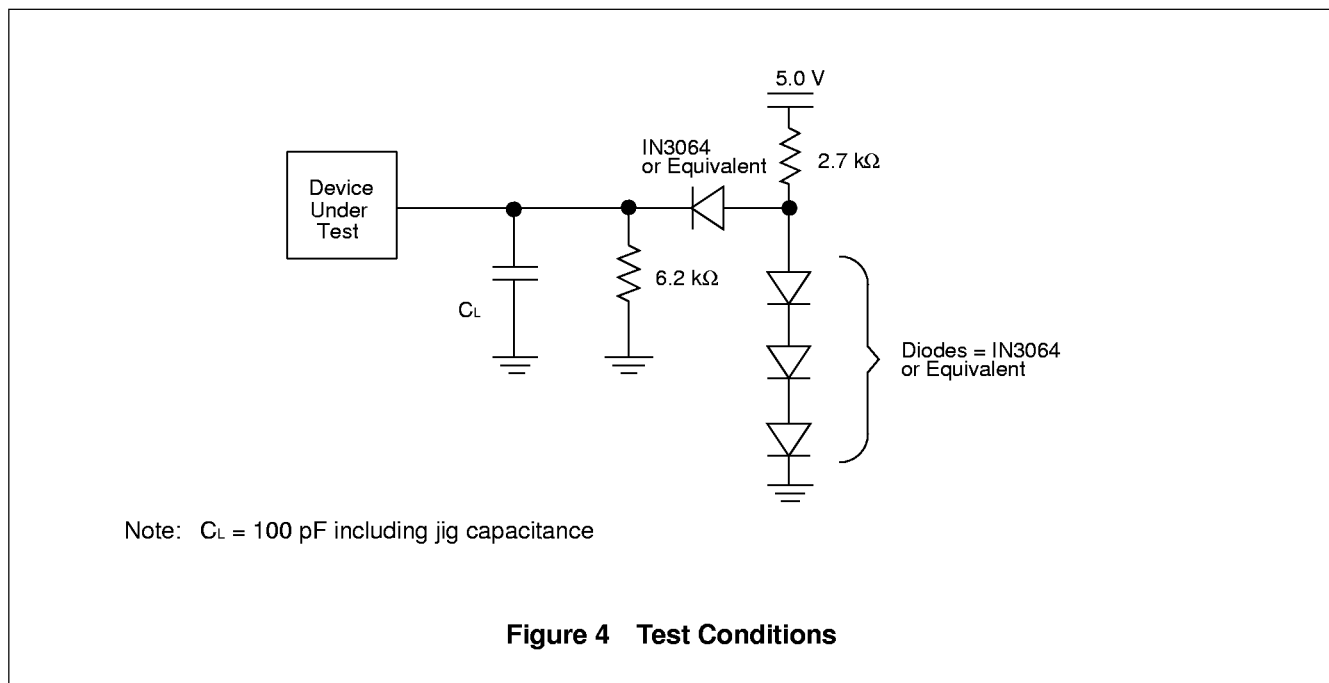 5.0 V
IN3064
or Equivalent
2.7 kΩ
Device
Under
Test
6.2 kΩ
CL
Diodes = IN3064
or Equivalent
Note: CL = 100 pF including jig capacitance
Figure 4 Test Conditions